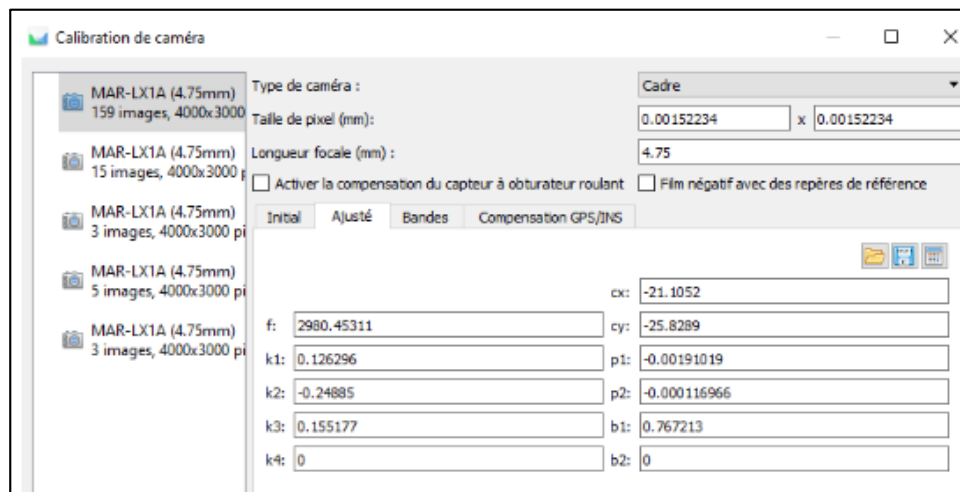 Calibration de caméra
MAR-LX1A (4.75mm)
159 images, 4000x3000
MAR-LX1A (4.75mm)
15 images, 4000x3000 p
MAR-LX1A (4.75mm)
3 images, 4000x3000 pi
MAR-LX1A (4.75mm)
5 images, 4000x3000 pi
MAR-LX1A (4.75mm)
3 images, 4000x3000 pi
Type de caméra : Cadre
Taille de pixel (mm): 0.00152234 x 0.00152234
Longueur focale (mm) : 4.75
Activer la compensation du capteur à obturateur roulant Film négatif avec des repères de référence
Initial Ajusté Bandes Compensation GPS/INS
cx: -21.1052
f: 2980.45311 cy: -25.8289
k1: 0.126296 p1: -0.00191019
k2: -0.24885 p2: -0.000116966
k3: 0.155177 b1: 0.767213
k4: 0 b2: 0